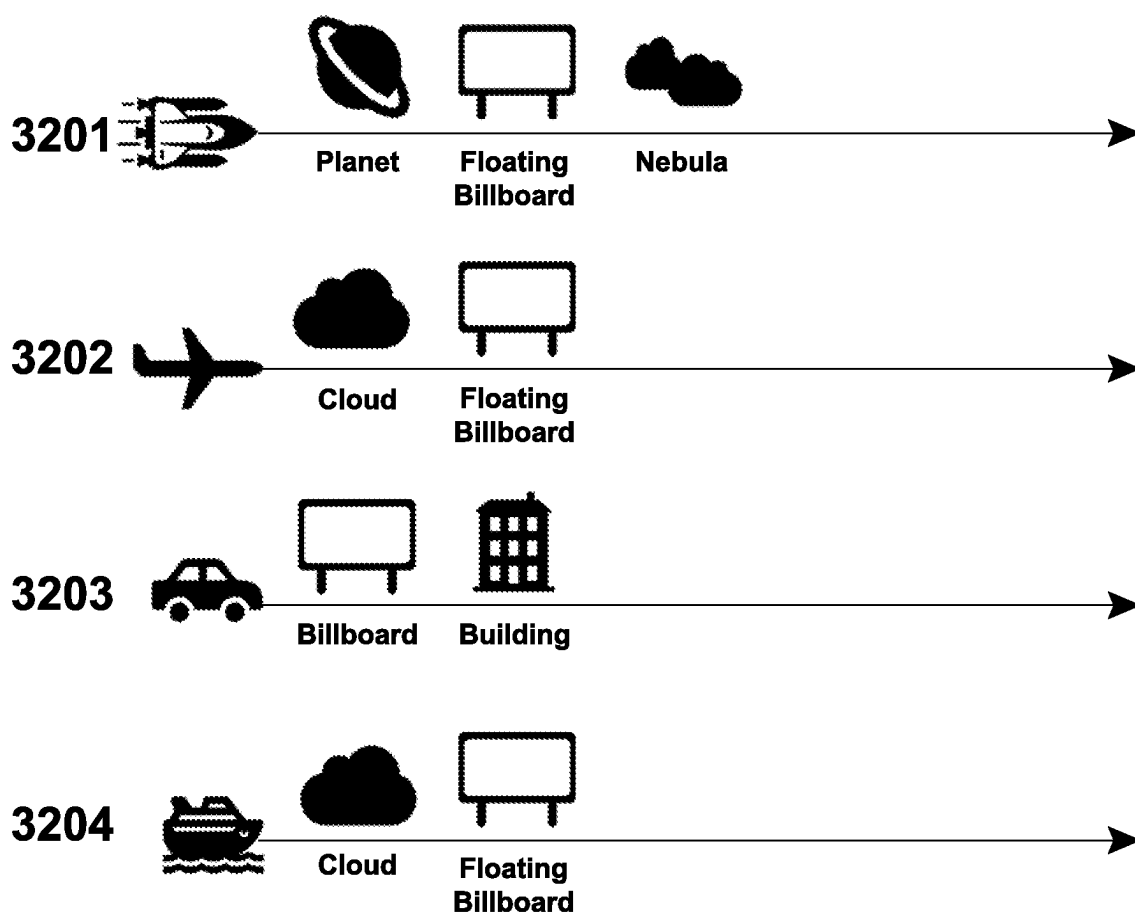 3201
Planet
Floating
Billboard
Nebula
3202
Cloud
Floating
Billboard
3203
Billboard
Building
3204
Cloud
Floating
Billboard